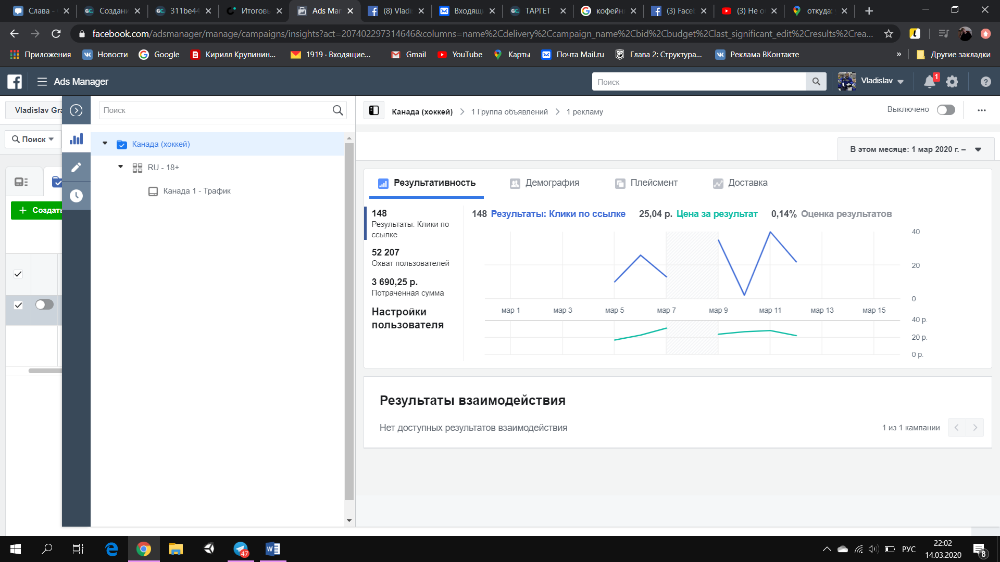 Слава -
Создани
311be44
Итоговь
Ads Man
(8) Vladi
Входящи
ТАРГЕТ
кофейн
(3) Facel
(3) Не о
откуда:
facebook.com/adsmanager/manage/campaigns/insights?act=207402297314646&columns=name%2Cdelivery%2Ccampaign_name%2Cbid%2Cbudget%2Clast_significant_edit%2Cresults%2Crea...
Приложения
Новости
Google
Кирилл Крупинин...
1919 · Входящие...
Gmail
YouTube
Карты
Почта Mail.ru
Глава 2: Структура...
Реклама ВКонтакте
»
Другие закладки
Ads Manager
Поиск
Vladislav
1
Vladislav Gra
Поиск
Канада (хоккей)
1 Группа объявлений
1 рекламу
Выключено
Поиск
Канада (хоккей)
RU - 18+
Канада 1 - Трафик
+ Создать
В этом месяце: 1 мар 2020 г. –
Результативность
Демография
Плейсмент
Доставка
148
Результаты: Клики по
ссылке
52 207
Охват пользователей
3 690,25 р.
Потраченная сумма
Настройки
пользователя
148 Результаты: Клики по ссылке
25,04 р. Цена за результат
0,14% Оценка результатов
40
20
0
мар 1
мар 3
мар 5
мар 7
мар 9
мар 11
мар 13
мар 15
40 р.
20 р.
0 р.
Результаты взаимодействия
Нет доступных результатов взаимодействия
1 из 1 кампании
47
РУС
22:02
14.03.2020
8